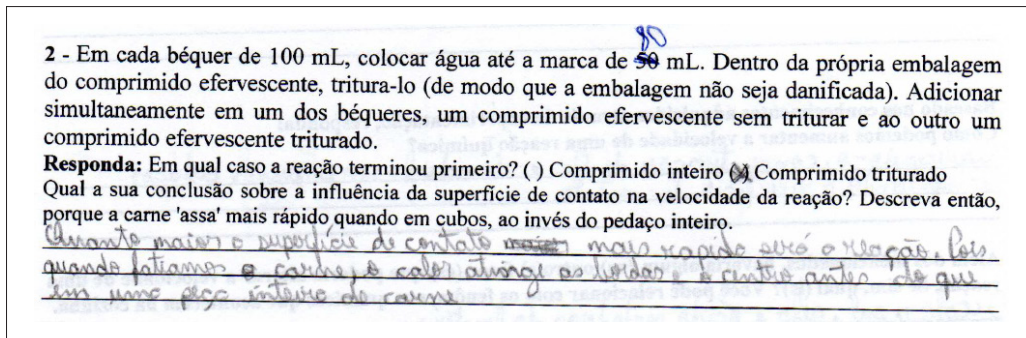 80
2 - Em cada béquer de 100 mL, colocar água até a marca de 50 mL. Dentro da própria embalagem
do comprimido efervescente, tritura-lo (de modo que a embalagem não seja danificada). Adicionar
simultaneamente em um dos béqueres, um comprimido efervescente sem triturar e ao outro um
comprimido efervescente triturado.
Responda: Em qual caso a reação terminou primeiro? ( ) Comprimido inteiro (X) Comprimido triturado
Qual a sua conclusão sobre a influência da superfície de contato na velocidade da reação? Descreva então,
porque a carne 'assa' mais rápido quando em cubos, ao invés do pedaço inteiro.
Quanto maior a superfície de contato mais rapido será a reação. Pois
quando fatiamos a carne, o calor atinge as bordas e o centro antes do que
em uma peça inteira de carne